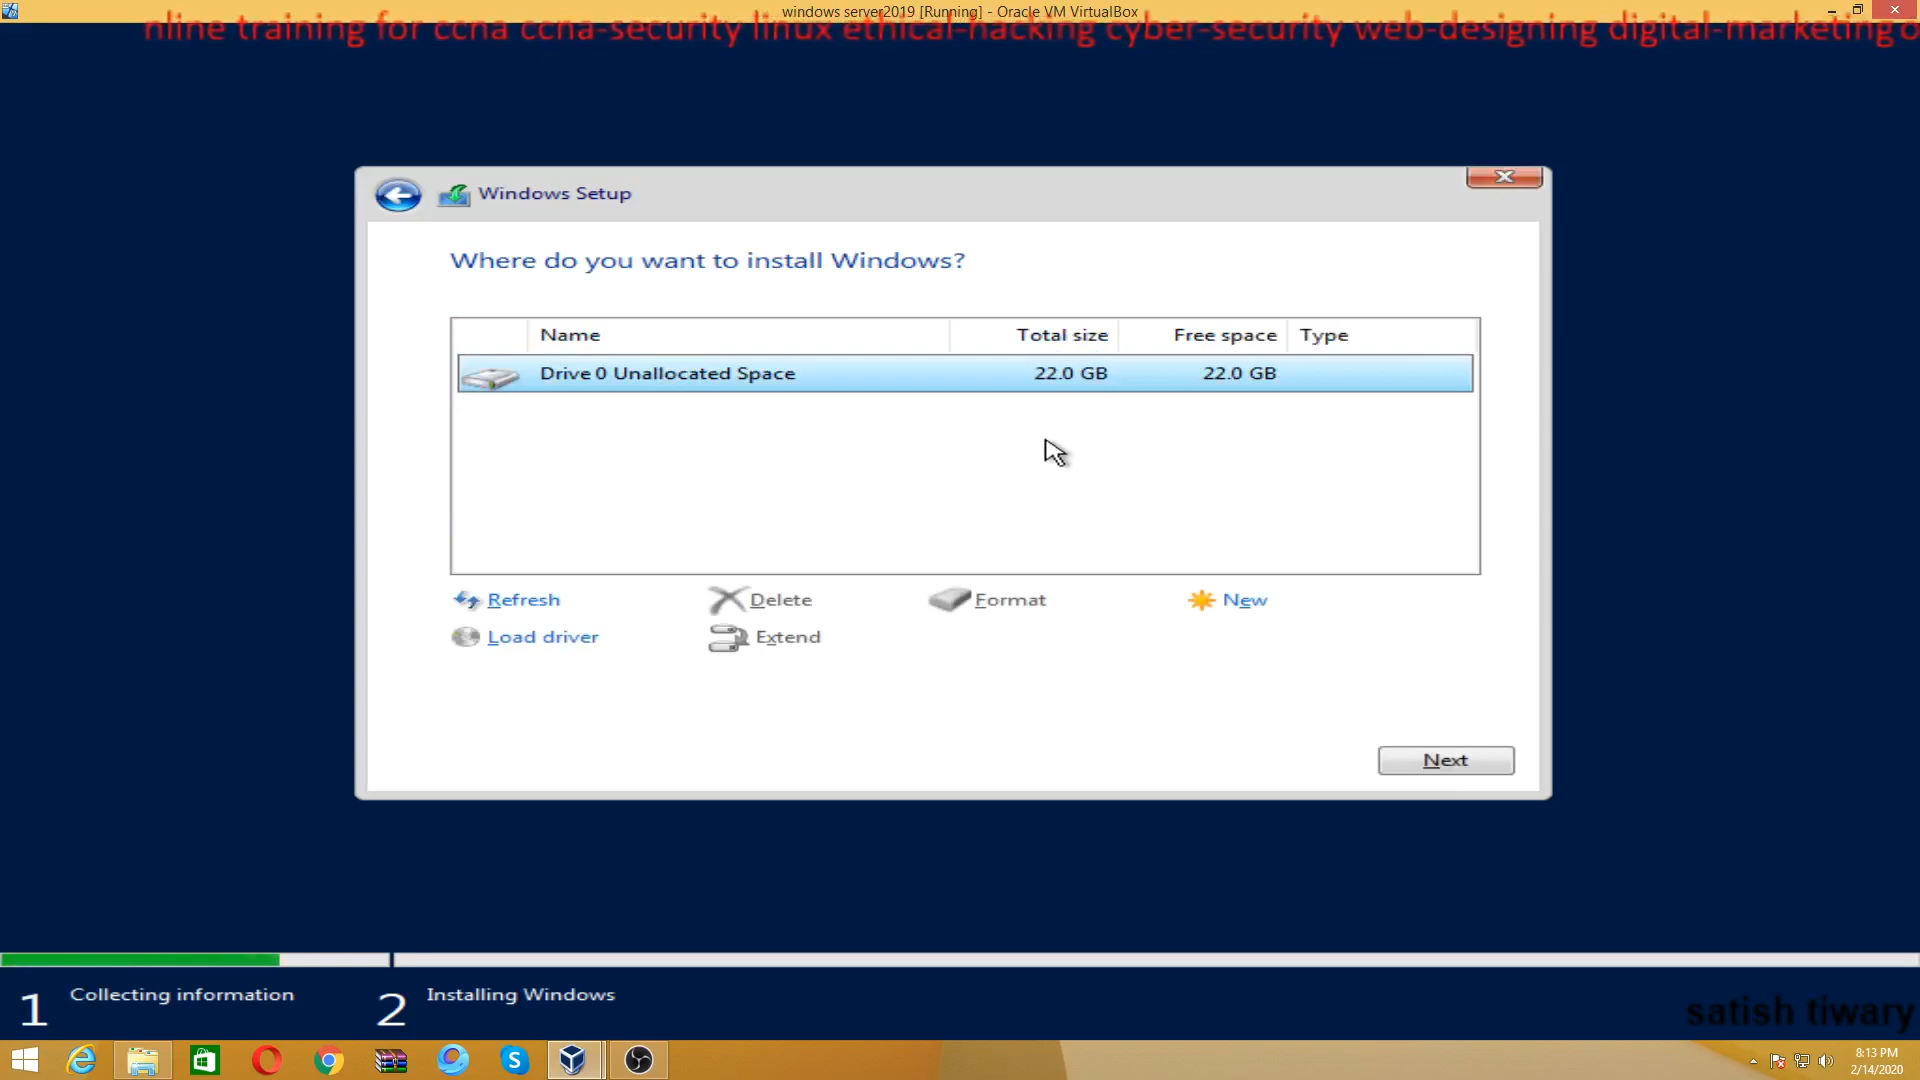 windows server2019 [Running] - Oracle VM VirtualBox
nline training for ccna ccna-security linux ethical-hacking cyber-security web-designing digital-marketing o
Windows Setup
Where do you want to install Windows?
Name Total size Free space Type
Drive 0 Unallocated Space 22.0 GB 22.0 GB
Refresh Delete Format New
Load driver Extend
Next
1 Collecting information 2 Installing Windows
satish tiwary
8:13 PM
2/14/2020